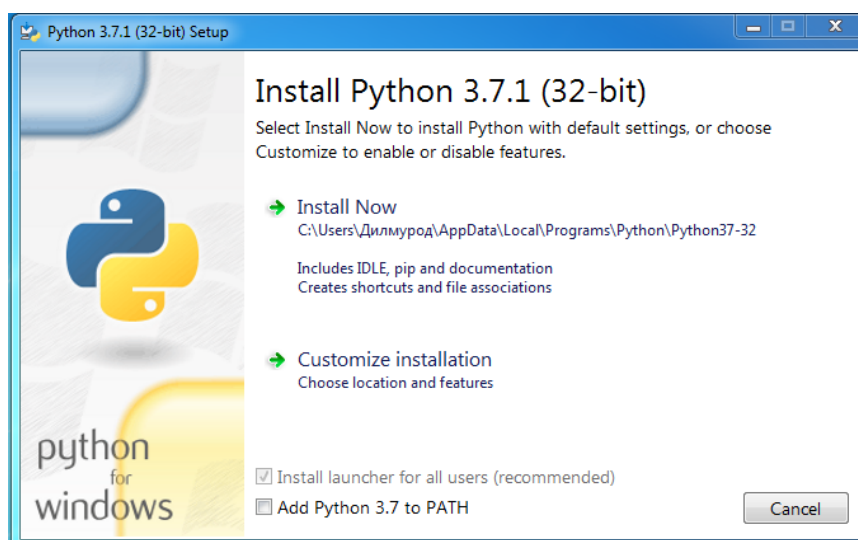 Python 3.7.1 (32-bit) Setup
Install Python 3.7.1 (32-bit)
Select Install Now to install Python with default settings, or choose
Customize to enable or disable features.
Install Now
C:\Users\Дилмурод\AppData\Local\Programs\Python\Python37-32
Includes IDLE, pip and documentation
Creates shortcuts and file associations
Customize installation
Choose location and features
python
for
windows
Install launcher for all users (recommended)
Add Python 3.7 to PATH
Cancel